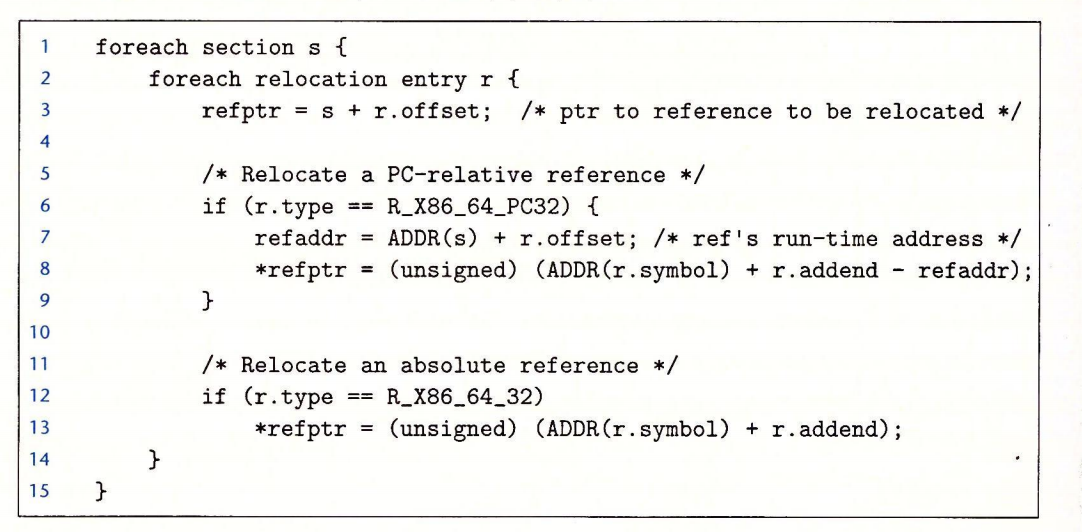 1 foreach section s {
2 foreach relocation entry r {
3 refptr = s + r.offset; /* ptr to reference to be relocated */
4
5 /* Relocate a PC-relative reference */
6 if (r.type == R_X86_64_PC32) {
7 refaddr = ADDR(s) + r.offset; /* ref's run-time address */
8 *refptr = (unsigned) (ADDR(r.symbol) + r.addend - refaddr);
9 }
10
11 /* Relocate an absolute reference */
12 if (r.type == R_X86_64_32)
13 *refptr = (unsigned) (ADDR(r.symbol) + r.addend);
14 }
15 }